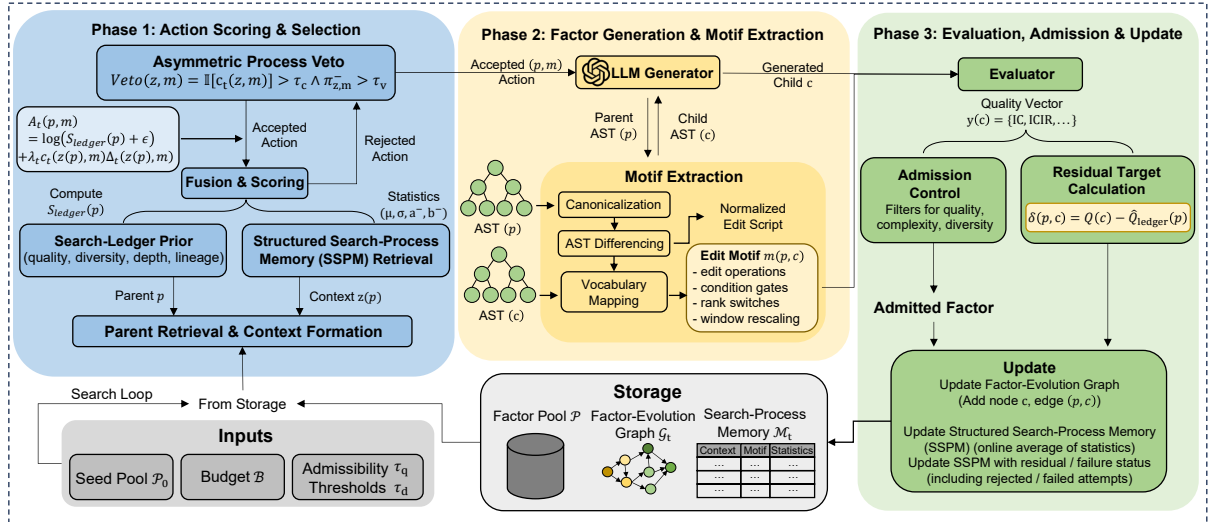 Phase 1: Action Scoring & Selection
Asymmetric Process Veto
Veto(z, m) = 𝕀[c_t(z, m)] > τ_c ∧ π⁻_{z,m} > τ_v
A_t(p, m)
= log(S_ledger(p) + ϵ)
+λ_t c_t(z(p), m)Δ_t(z(p), m)
Accepted
Action
Rejected
Action
Fusion & Scoring
Compute
S_ledger(p)
Statistics
(μ, σ, a⁻, b⁻)
Search-Ledger Prior
(quality, diversity, depth, lineage)
Structured Search-Process
Memory (SSPM) Retrieval
Parent p
Context z(p)
Parent Retrieval & Context Formation
Search Loop
From Storage
Inputs
Seed Pool 𝒫_0
Budget ℬ
Admissibility τ_q
Thresholds τ_d
Phase 2: Factor Generation & Motif Extraction
Accepted (p, m)
Action
LLM Generator
Generated
Child c
Parent
AST (p)
Child
AST (c)
Motif Extraction
AST (p)
Canonicalization
AST Differencing
Normalized
Edit Script
Vocabulary
Mapping
AST (c)
Edit Motif m(p, c)
- edit operations
- condition gates
- rank switches
- window rescaling
Storage
Factor Pool 𝒫
Factor-Evolution
Graph 𝒢_t
Search-Process
Memory ℳ_t
Context Motif Statistics
... ... ...
... ... ...
... ... ...
Phase 3: Evaluation, Admission & Update
Evaluator
Quality Vector
y(c) = {IC, ICIR, ...}
Admission
Control
Filters for quality,
complexity, diversity
Residual Target
Calculation
δ(p, c) = Q(c) − Q̂_ledger(p)
Admitted Factor
Update
Update Factor-Evolution Graph
(Add node c, edge (p, c))
Update Structured Search-Process Memory
(SSPM) (online average of statistics)
Update SSPM with residual / failure status
(including rejected / failed attempts)